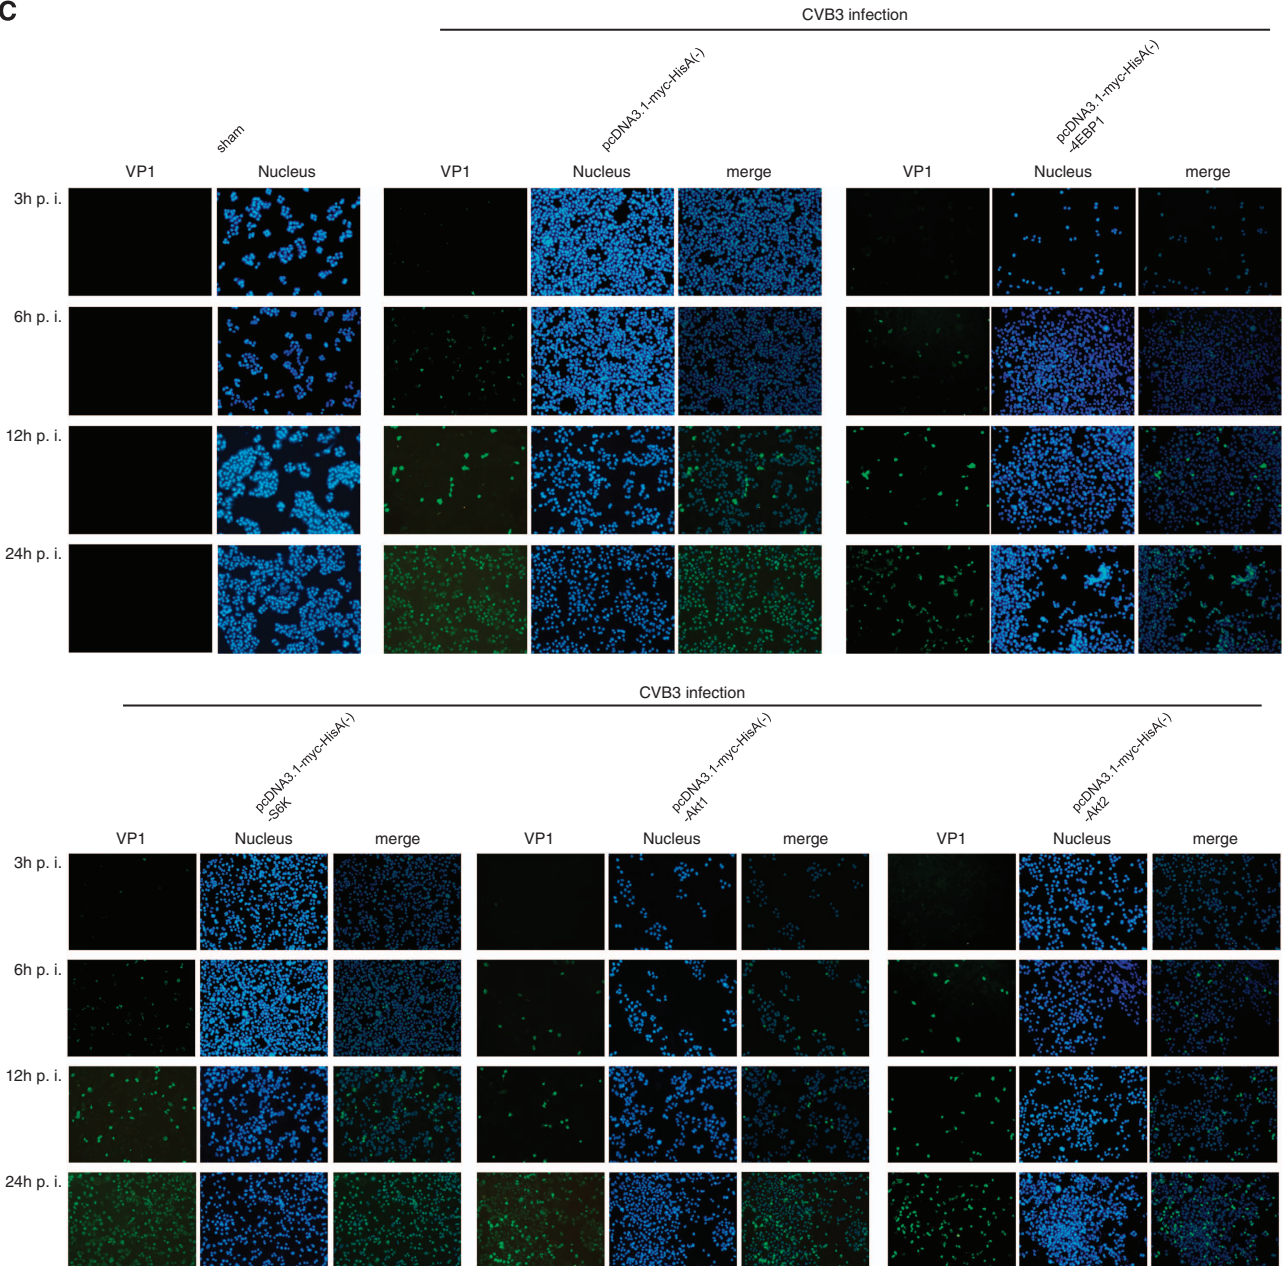 C
CVB3 infection
sham
pcDNA3.1-myc-HisA(-)
pcDNA3.1-myc-HisA(-)
-4EBP1
VP1 Nucleus VP1 Nucleus merge VP1 Nucleus merge
3h p. i.
6h p. i.
12h p. i.
24h p. i.
CVB3 infection
pcDNA3.1-myc-HisA(-)
-S6K
pcDNA3.1-myc-HisA(-)
-Akt1
pcDNA3.1-myc-HisA(-)
-Akt2
VP1 Nucleus merge VP1 Nucleus merge VP1 Nucleus merge
3h p. i.
6h p. i.
12h p. i.
24h p. i.